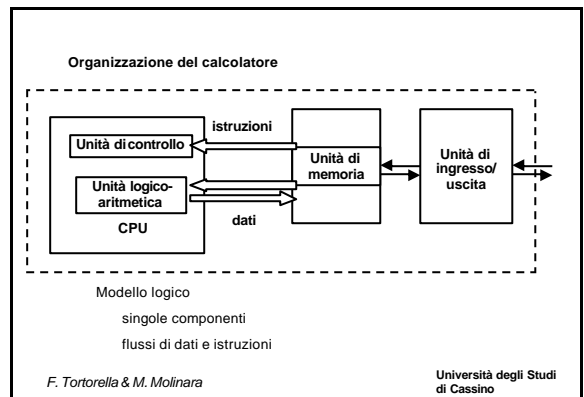 Organizzazione del calcolatore
istruzioni
Unità di controllo
Unità logico-
aritmetica
CPU
dati
Unità di
memoria
Unità di
ingresso/
uscita
Modello logico
singole componenti
flussi di dati e istruzioni
F. Tortorella & M. Molinara
Università degli Studi
di Cassino